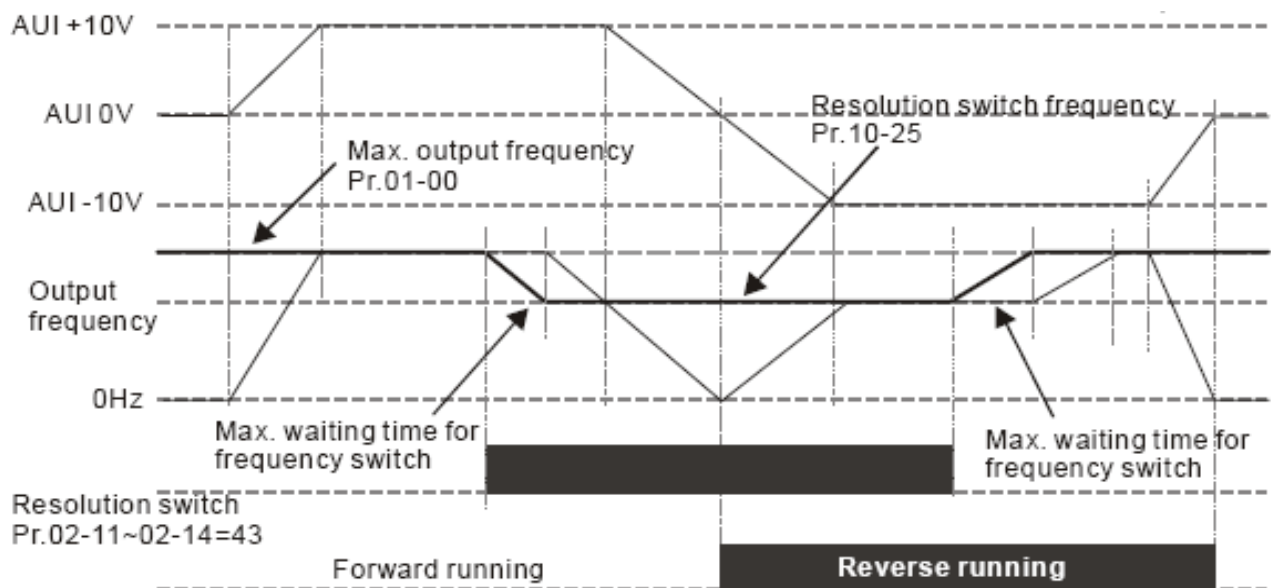 AUI +10V
AUI 0V
Resolution switch frequency
Pr.10-25
Max. output frequency
Pr.01-00
AUI -10V
Output
frequency
0Hz
Max. waiting time for
frequency switch
Max. waiting time for
frequency switch
Resolution switch
Pr.02-11~02-14=43
Forward running
Reverse running